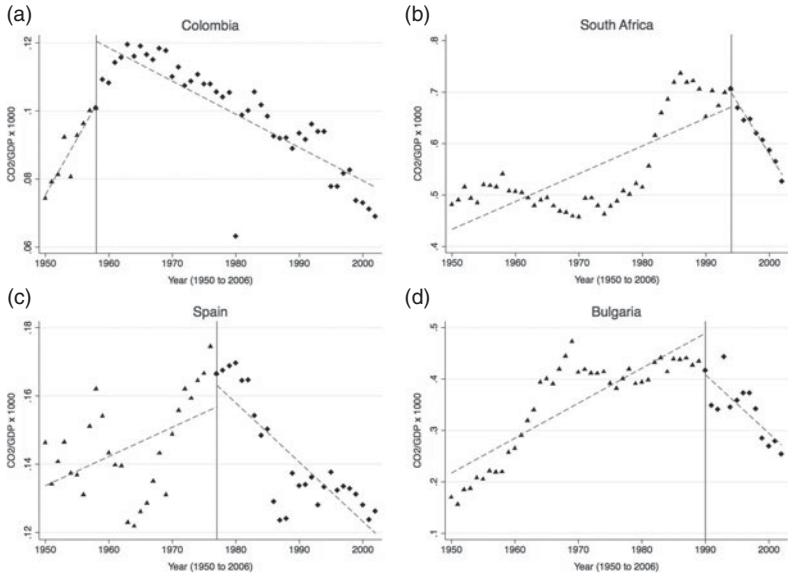 (a)
Colombia
CO2/GDP x 1000
.12
.1
.08
.06
1950 1960 1970 1980 1990 2000
Year (1950 to 2006)
(b)
South Africa
CO2/GDP x 1000
.8
.7
.6
.5
.4
1950 1960 1970 1980 1990 2000
Year (1950 to 2006)
(c)
Spain
CO2/GDP x 1000
.18
.16
.14
.12
1950 1960 1970 1980 1990 2000
Year (1950 to 2006)
(d)
Bulgaria
CO2/GDP x 1000
.5
.4
.3
.2
.1
1950 1960 1970 1980 1990 2000
Year (1950 to 2006)